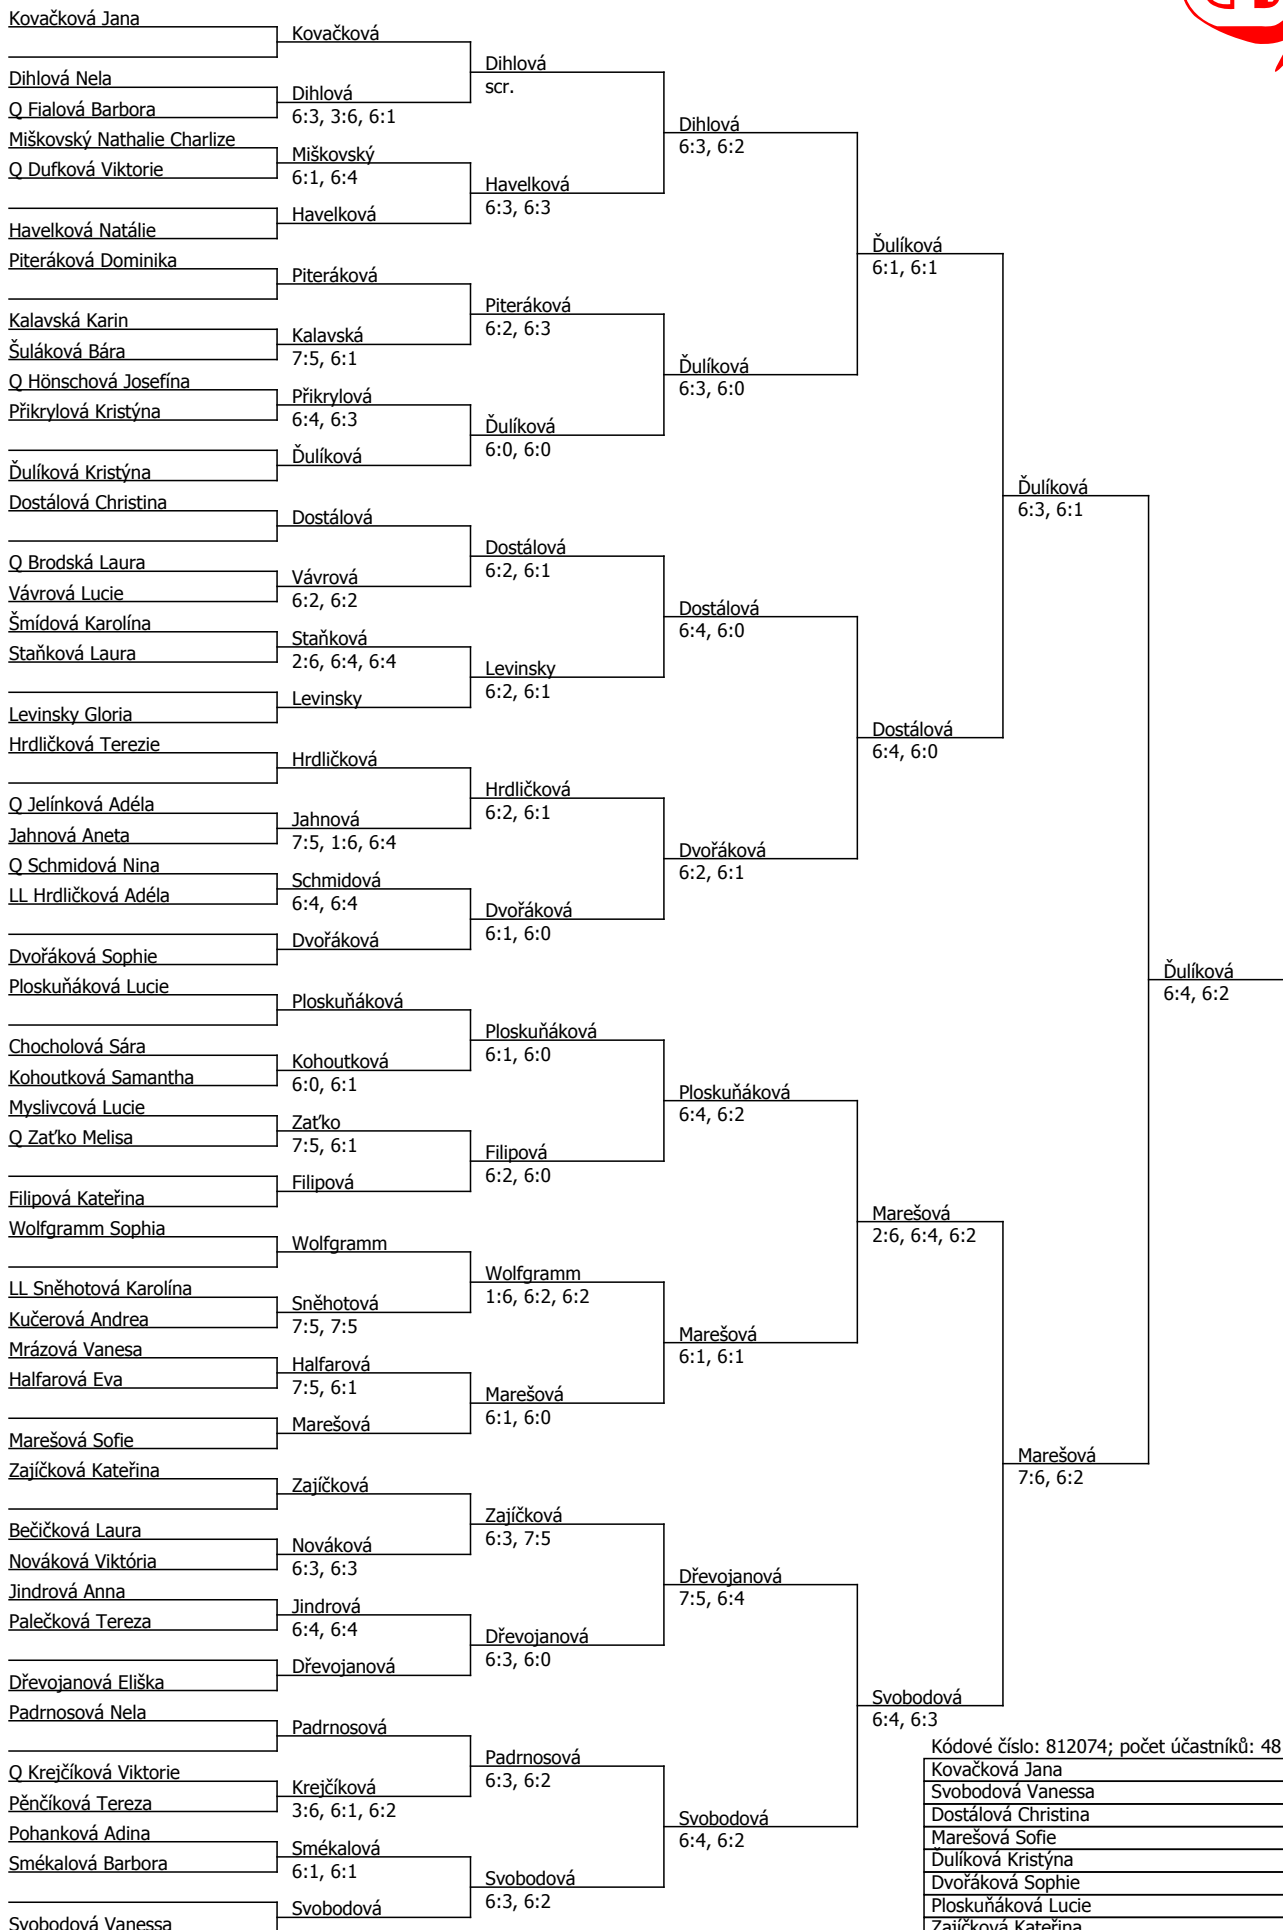 Kovačková Jana
Dihlová Nela
Q Fialová Barbora
Miškovský Nathalie Charlize
Q Dufková Viktorie
Havelková Natálie
Piteráková Dominika
Kalavská Karin
Šuláková Bára
Q Hönschová Josefína
Přikrylová Kristýna
Ďulíková Kristýna
Dostálová Christina
Q Brodská Laura
Vávrová Lucie
Šmídová Karolína
Staňková Laura
Levinsky Gloria
Hrdličková Terezie
Q Jelínková Adéla
Jahnová Aneta
Q Schmidová Nina
LL Hrdličková Adéla
Dvořáková Sophie
Ploskuňáková Lucie
Chocholová Sára
Kohoutková Samantha
Myslivcová Lucie
Q Zaťko Melisa
Filipová Kateřina
Wolfgramm Sophia
LL Sněhotová Karolína
Kučerová Andrea
Mrázová Vanesa
Halfarová Eva
Marešová Sofie
Zajíčková Kateřina
Bečičková Laura
Nováková Viktória
Jindrová Anna
Palečková Tereza
Dřevojanová Eliška
Padrnosová Nela
Q Krejčíková Viktorie
Pěnčíková Tereza
Pohanková Adina
Smékalová Barbora
Svobodová Vanessa
Kovačková
Dihlová
6:3, 3:6, 6:1
Miškovský
6:1, 6:4
Havelková
Piteráková
Kalavská
7:5, 6:1
Přikrylová
6:4, 6:3
Ďulíková
Dostálová
Vávrová
6:2, 6:2
Staňková
2:6, 6:4, 6:4
Levinsky
Hrdličková
Jahnová
7:5, 1:6, 6:4
Schmidová
6:4, 6:4
Dvořáková
Ploskuňáková
Kohoutková
6:0, 6:1
Zaťko
7:5, 6:1
Filipová
Wolfgramm
Sněhotová
7:5, 7:5
Halfarová
7:5, 6:1
Marešová
Zajíčková
Nováková
6:3, 6:3
Jindrová
6:4, 6:4
Dřevojanová
Padrnosová
Krejčíková
3:6, 6:1, 6:2
Smékalová
6:1, 6:1
Svobodová
Dihlová
scr.
Havelková
6:3, 6:3
Piteráková
6:2, 6:3
Ďulíková
6:0, 6:0
Dostálová
6:2, 6:1
Levinsky
6:2, 6:1
Hrdličková
6:2, 6:1
Dvořáková
6:1, 6:0
Ploskuňáková
6:1, 6:0
Filipová
6:2, 6:0
Wolfgramm
1:6, 6:2, 6:2
Marešová
6:1, 6:0
Zajíčková
6:3, 7:5
Dřevojanová
6:3, 6:0
Padrnosová
6:3, 6:2
Svobodová
6:3, 6:2
Dihlová
6:3, 6:2
Ďulíková
6:3, 6:0
Dostálová
6:4, 6:0
Dvořáková
6:2, 6:1
Ploskuňáková
6:4, 6:2
Marešová
6:1, 6:1
Dřevojanová
7:5, 6:4
Svobodová
6:4, 6:2
Ďulíková
6:1, 6:1
Dostálová
6:4, 6:0
Marešová
2:6, 6:4, 6:2
Svobodová
6:4, 6:3
Ďulíková
6:3, 6:1
Marešová
7:6, 6:2
Ďulíková
6:4, 6:2
Kódové číslo: 812074; počet účastníků: 48
Kovačková Jana
Svobodová Vanessa
Dostálová Christina
Marešová Sofie
Ďulíková Kristýna
Dvořáková Sophie
Ploskuňáková Lucie
Zajíčková Kateřina